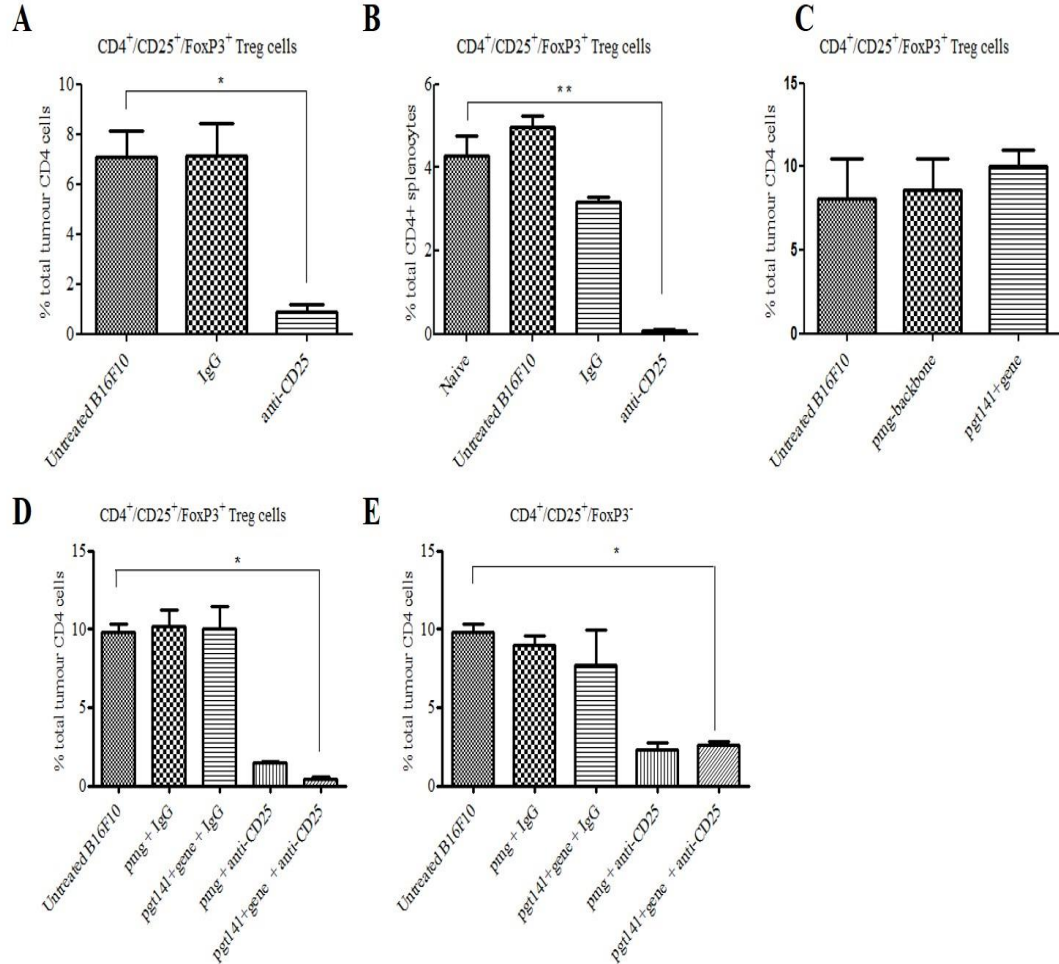 A
CD4⁺/CD25⁺/FoxP3⁺ Treg cells
% total tumour CD4 cells
10
8
6
4
2
0
*
Untreated B16F10
IgG
anti-CD25
B
CD4⁺/CD25⁺/FoxP3⁺ Treg cells
% total CD4+ splenocytes
6
4
2
0
**
Naive
Untreated B16F10
IgG
anti-CD25
C
CD4⁺/CD25⁺/FoxP3⁺ Treg cells
% total tumour CD4 cells
15
10
5
0
Untreated B16F10
pmg-backbone
pgt141+gene
D
CD4⁺/CD25⁺/FoxP3⁺ Treg cells
% total tumour CD4 cells
15
10
5
0
*
Untreated B16F10
pmg + IgG
pgt141+gene + IgG
pmg + anti-CD25
pgt141+gene + anti-CD25
E
CD4⁺/CD25⁺/FoxP3⁻
% total tumour CD4 cells
15
10
5
0
*
Untreated B16F10
pmg + IgG
pgt141+gene + IgG
pmg + anti-CD25
pgt141+gene + anti-CD25